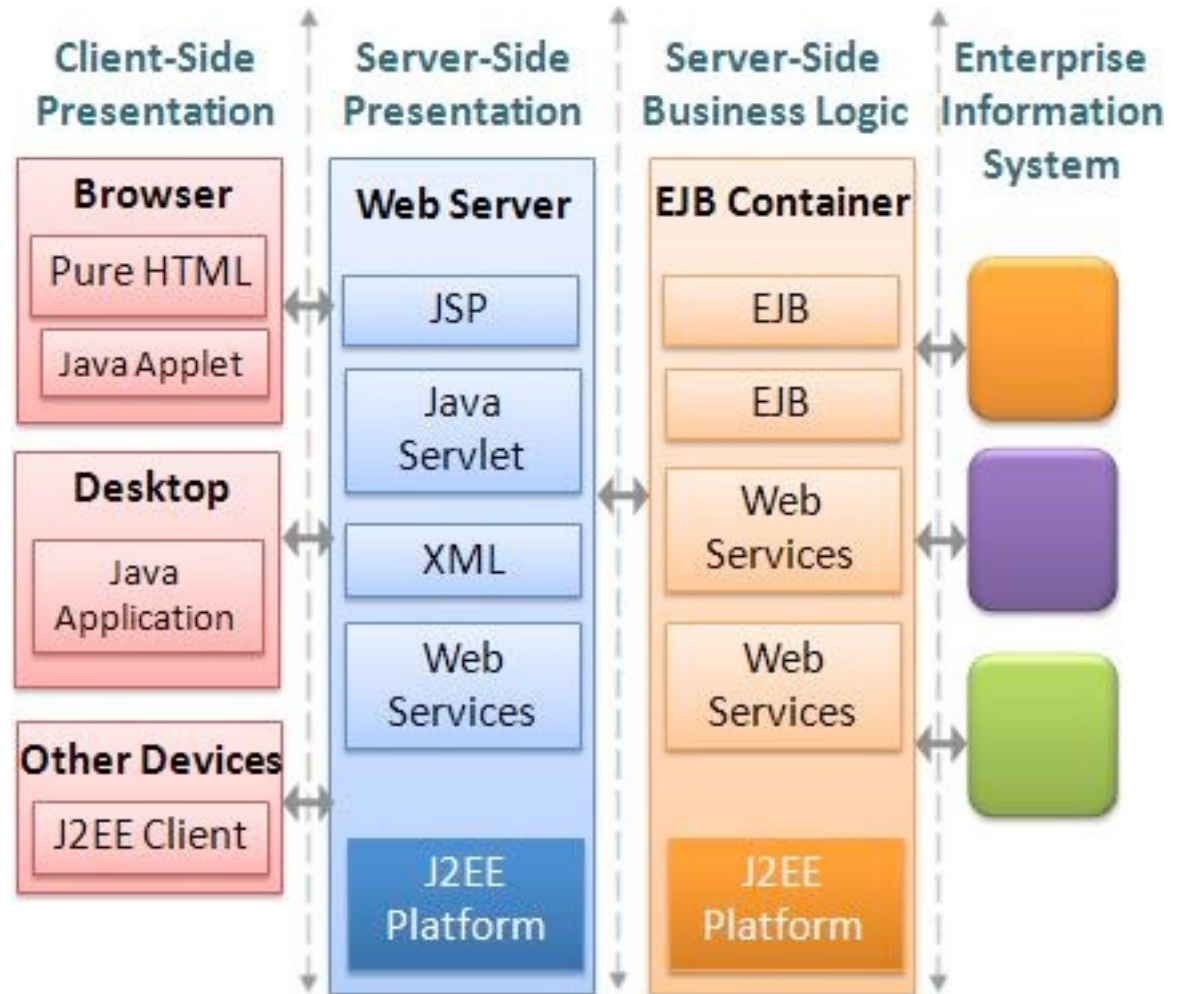 Client-Side
Presentation
Server-Side
Presentation
Server-Side
Business Logic
Enterprise
Information
System
Browser
Pure HTML
Java Applet
Desktop
Java
Application
Other Devices
J2EE Client
Web Server
JSP
Java
Servlet
XML
Web
Services
J2EE
Platform
EJB Container
EJB
EJB
Web
Services
Web
Services
J2EE
Platform